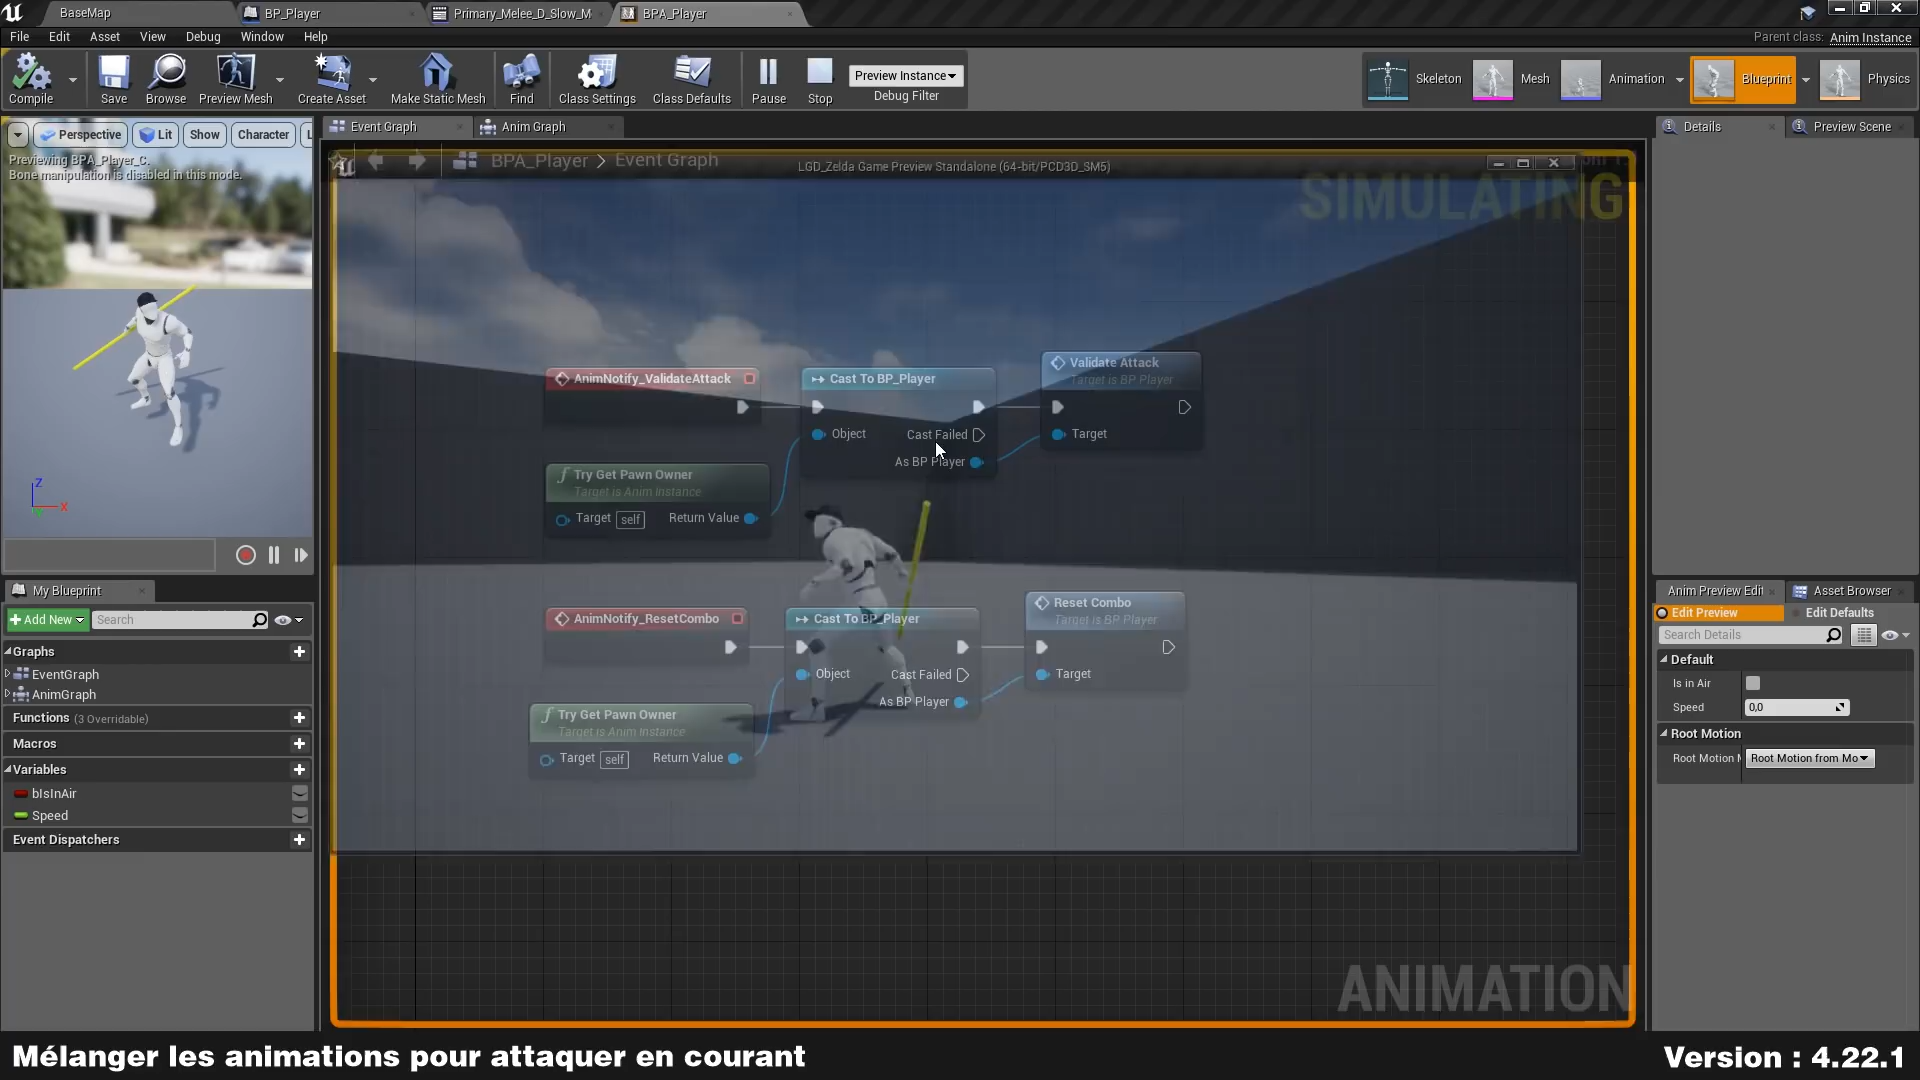 BaseMap
BP_Player
Primary_Melee_D_Slow_M
BPA_Player
File Edit Asset View Debug Window Help
Parent class: Anim Instance
Compile
Save
Browse
Preview Mesh
Create Asset
Make Static Mesh
Find
Class Settings
Class Defaults
Pause
Stop
Preview Instance
Debug Filter
Skeleton
Mesh
Animation
Blueprint
Physics
Perspective
Lit
Show
Character
L
Previewing BPA_Player_C.
Bone manipulation is disabled in this mode.
Z
X
Event Graph
Anim Graph
BPA_Player > Event Graph
LGD_Zelda Game Preview Standalone (64-bit/PCD3D_SM5)
SIMULATING
AnimNotify_ValidateAttack
Cast To BP_Player
Object
Cast Failed
As BP Player
Validate Attack
Target is BP Player
Target
Try Get Pawn Owner
Target is Anim Instance
Target self Return Value
AnimNotify_ResetCombo
Cast To BP_Player
Object
Cast Failed
As BP Player
Reset Combo
Target is BP Player
Target
Try Get Pawn Owner
Target is Anim Instance
Target self Return Value
ANIMATION
My Blueprint
Add New
Search
Graphs
EventGraph
AnimGraph
Functions (3 Overridable)
Macros
Variables
bIsInAir
Speed
Event Dispatchers
Details
Preview Scene
Anim Preview Edit
Asset Browser
Edit Preview
Edit Defaults
Search Details
Default
Is in Air
Speed 0,0
Root Motion
Root Motion M Root Motion from Mo
Mélanger les animations pour attaquer en courant
Version : 4.22.1